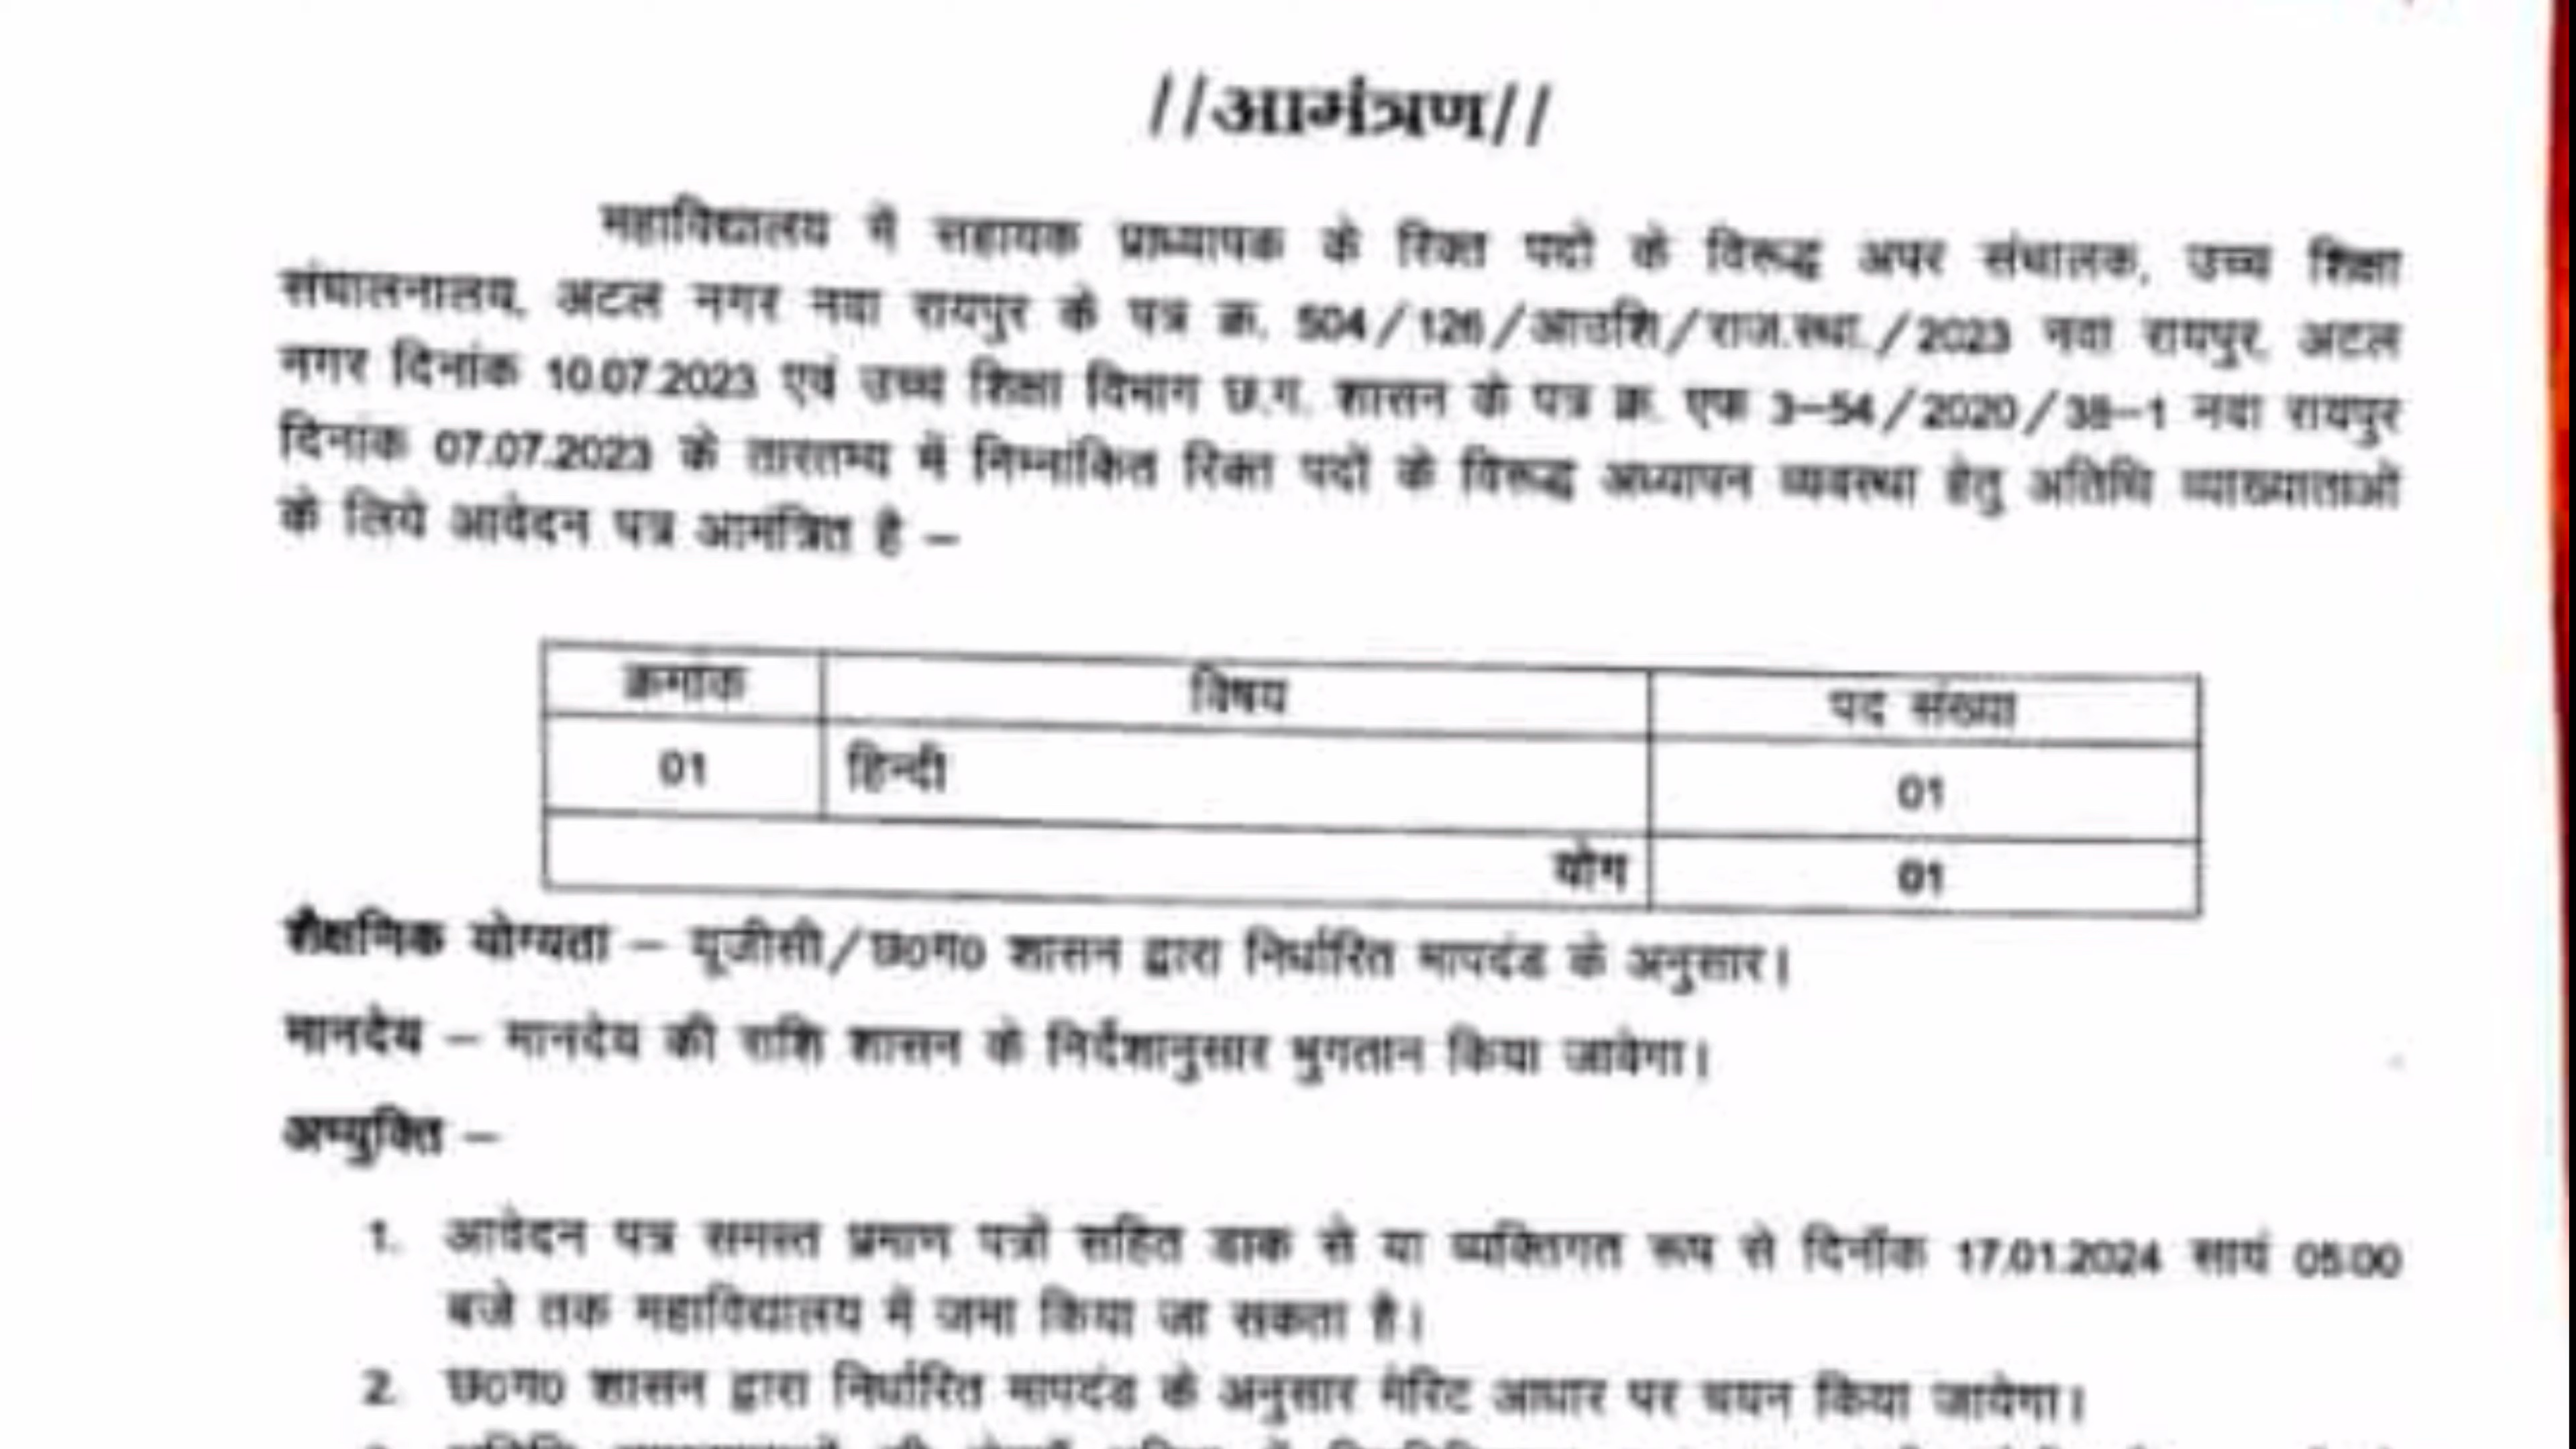 //आमंत्रण//
महाविद्यालय में सहायक प्राध्यापक के रिक्त पदों के विरूद्ध अपर संचालक, उच्च शिक्षा
संचालनालय, अटल नगर नवा रायपुर के पत्र क्र. 504/126/आउशि/राज.स्था./2023 नवा रायपुर, अटल
नगर दिनांक 10.07.2023 एवं उच्च शिक्षा विभाग छ.ग. शासन के पत्र क्र. एफ 3–54/2020/38–1 नवा रायपुर
दिनांक 07.07.2023 के तारतम्य में निम्नांकित रिक्त पदों के विरूद्ध अध्यापन व्यवस्था हेतु अतिथि व्याख्याताओं
के लिये आवेदन पत्र आमंत्रित है –
क्रमांक विषय पद संख्या
01 हिन्दी 01
योग 01
शैक्षणिक योग्यता – यूजीसी/छ0ग0 शासन द्वारा निर्धारित मापदंड के अनुसार।
मानदेय – मानदेय की राशि शासन के निर्देशानुसार भुगतान किया जावेगा।
अभ्युक्ति –
1. आवेदन पत्र समस्त प्रमाण पत्रों सहित डाक से या व्यक्तिगत रूप से दिनॉक 17.01.2024 सायं 05:00
बजे तक महाविद्यालय में जमा किया जा सकता है।
2. छ0ग0 शासन द्वारा निर्धारित मापदंड के अनुसार मेरिट आधार पर चयन किया जायेगा।